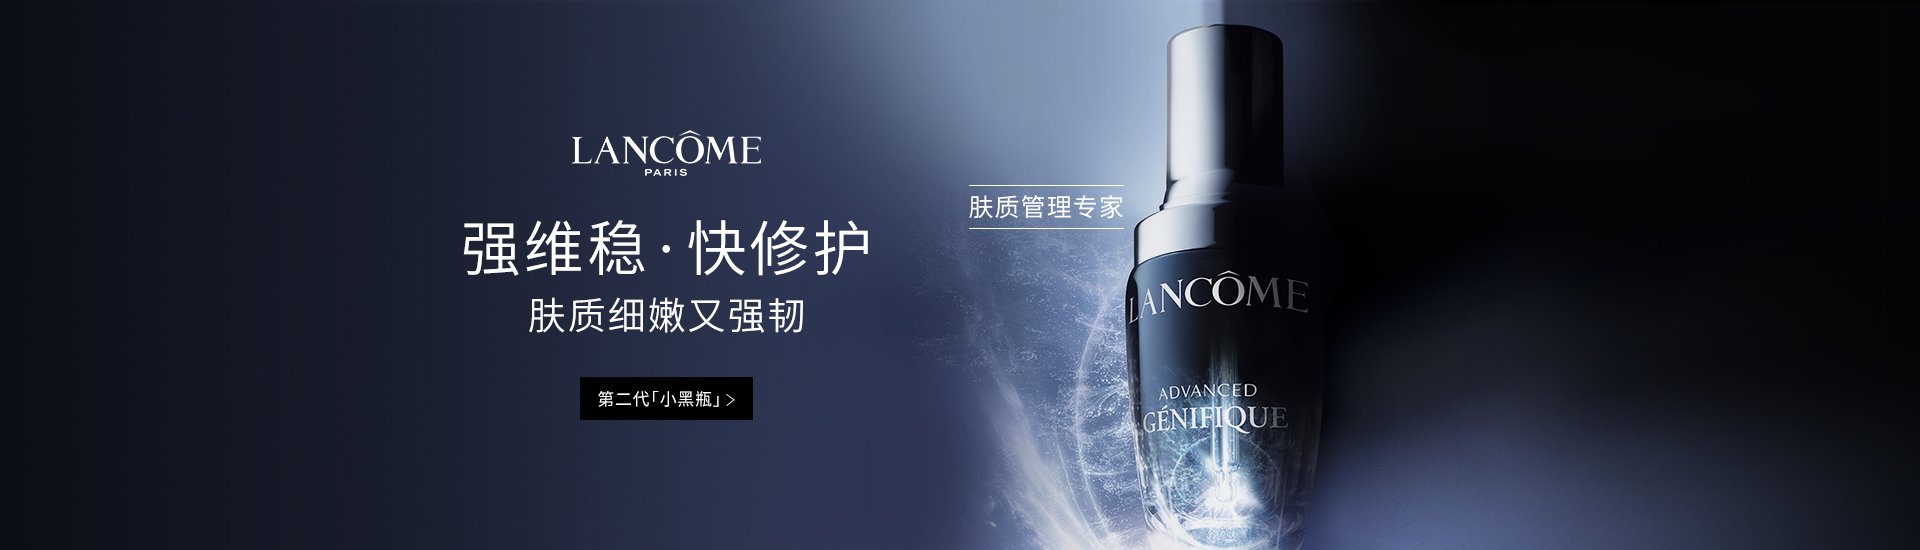 LANCÔME
PARIS
强维稳·快修护
肤质细嫩又强韧
第二代「小黑瓶」>
肤质管理专家
LANCÔME
ADVANCED
GÉNIFIQUE